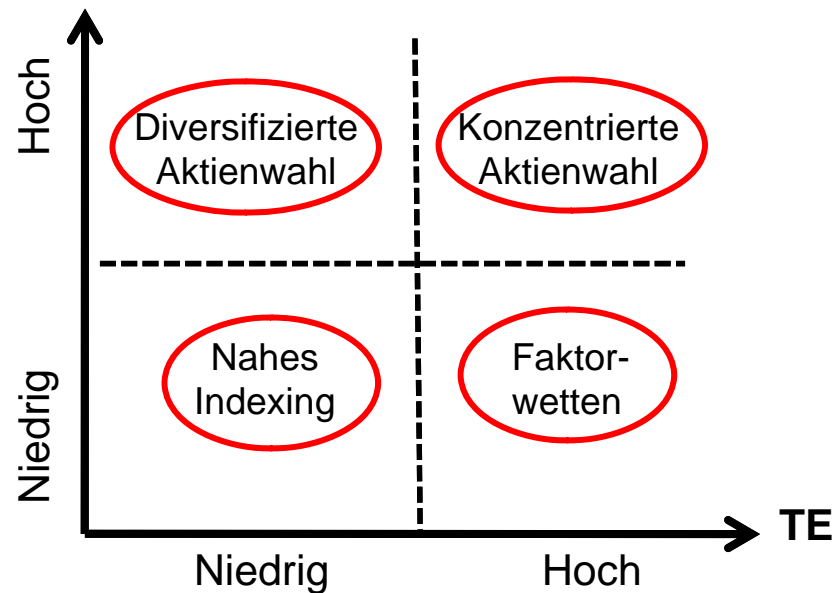 Hoch
Diversifizierte
Aktienwahl
Konzentrierte
Aktienwahl
Niedrig
Nahes
Indexing
Faktor-
wetten
TE
Niedrig
Hoch